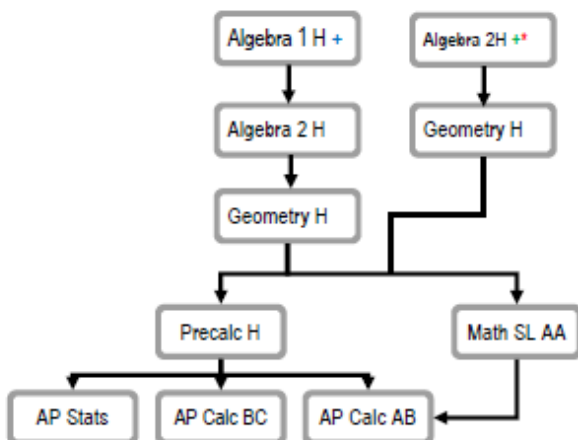 Algebra 1 H +
Algebra 2H +*
Algebra 2 H
Geometry H
Geometry H
Precalc H
Math SL AA
AP Stats
AP Calc BC
AP Calc AB